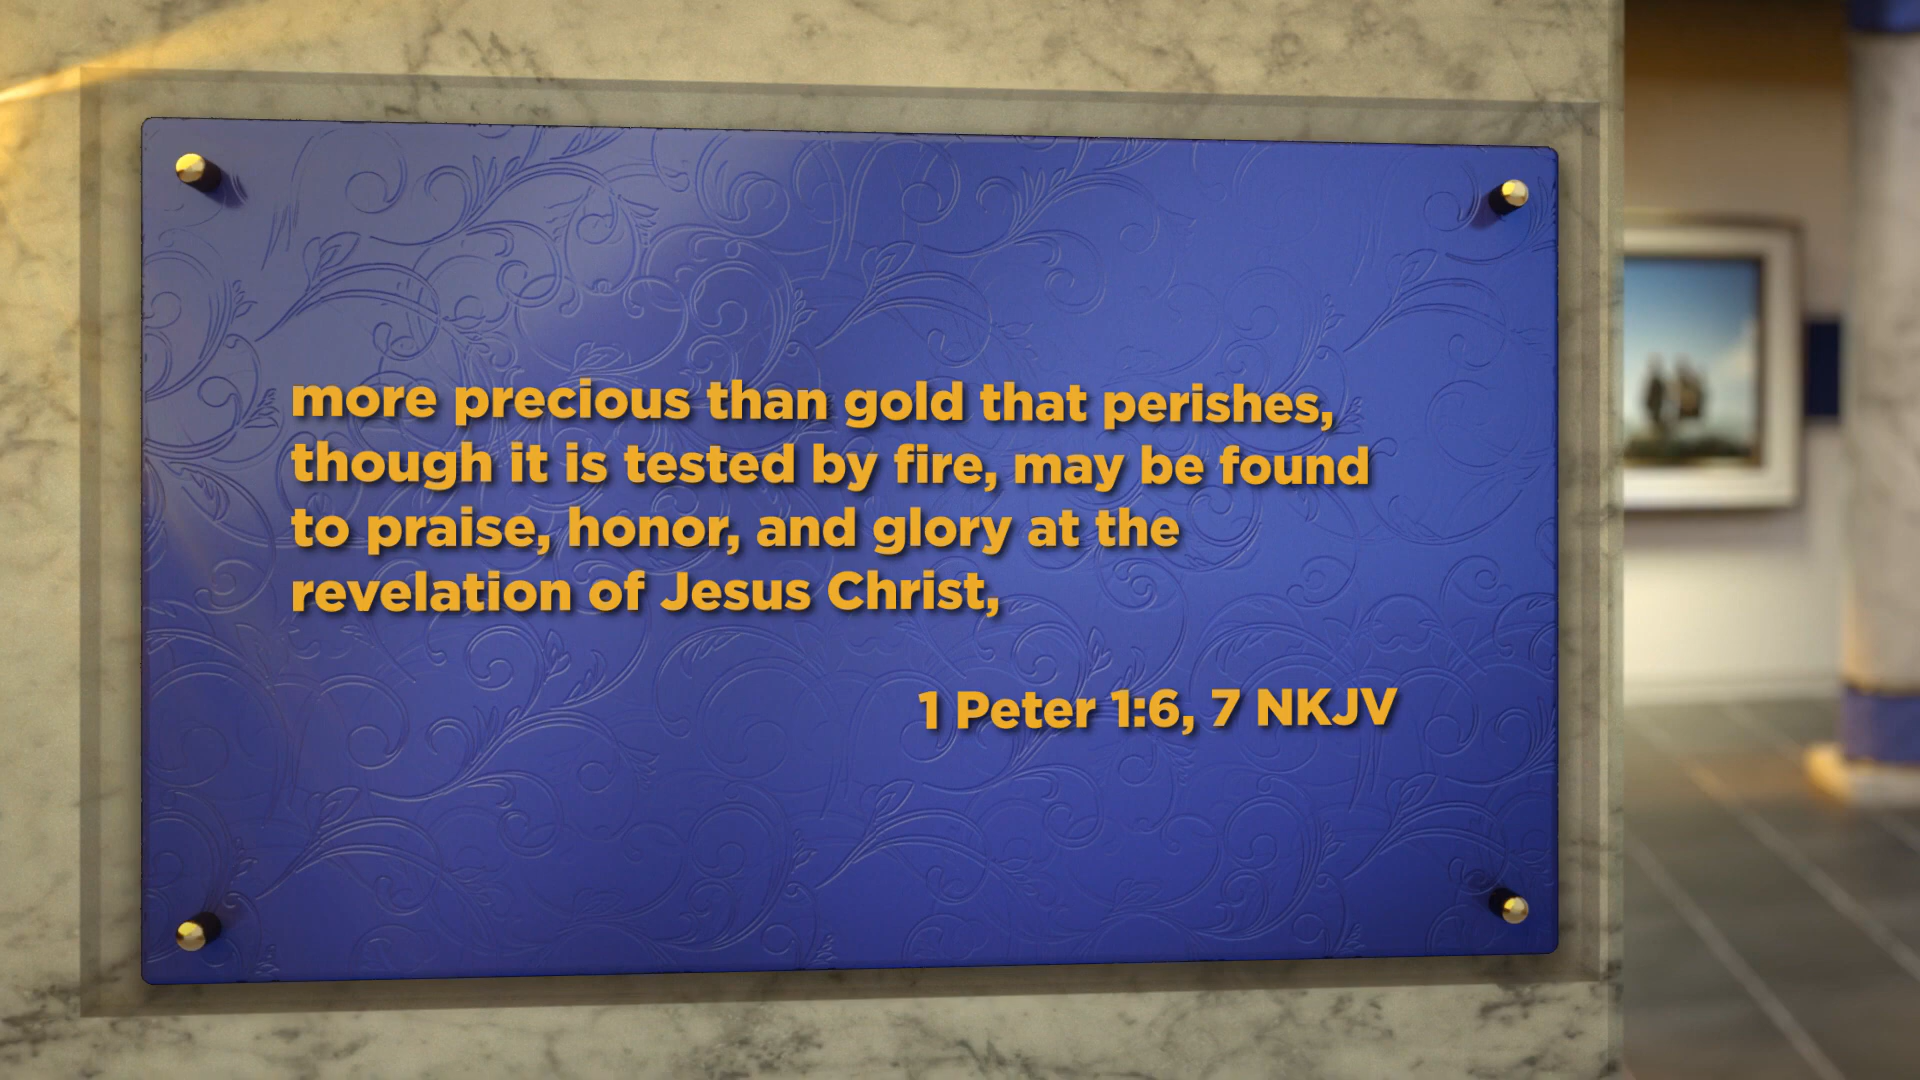 more precious than gold that perishes,
though it is tested by fire, may be found
to praise, honor, and glory at the
revelation of Jesus Christ,
1 Peter 1:6, 7 NKJV